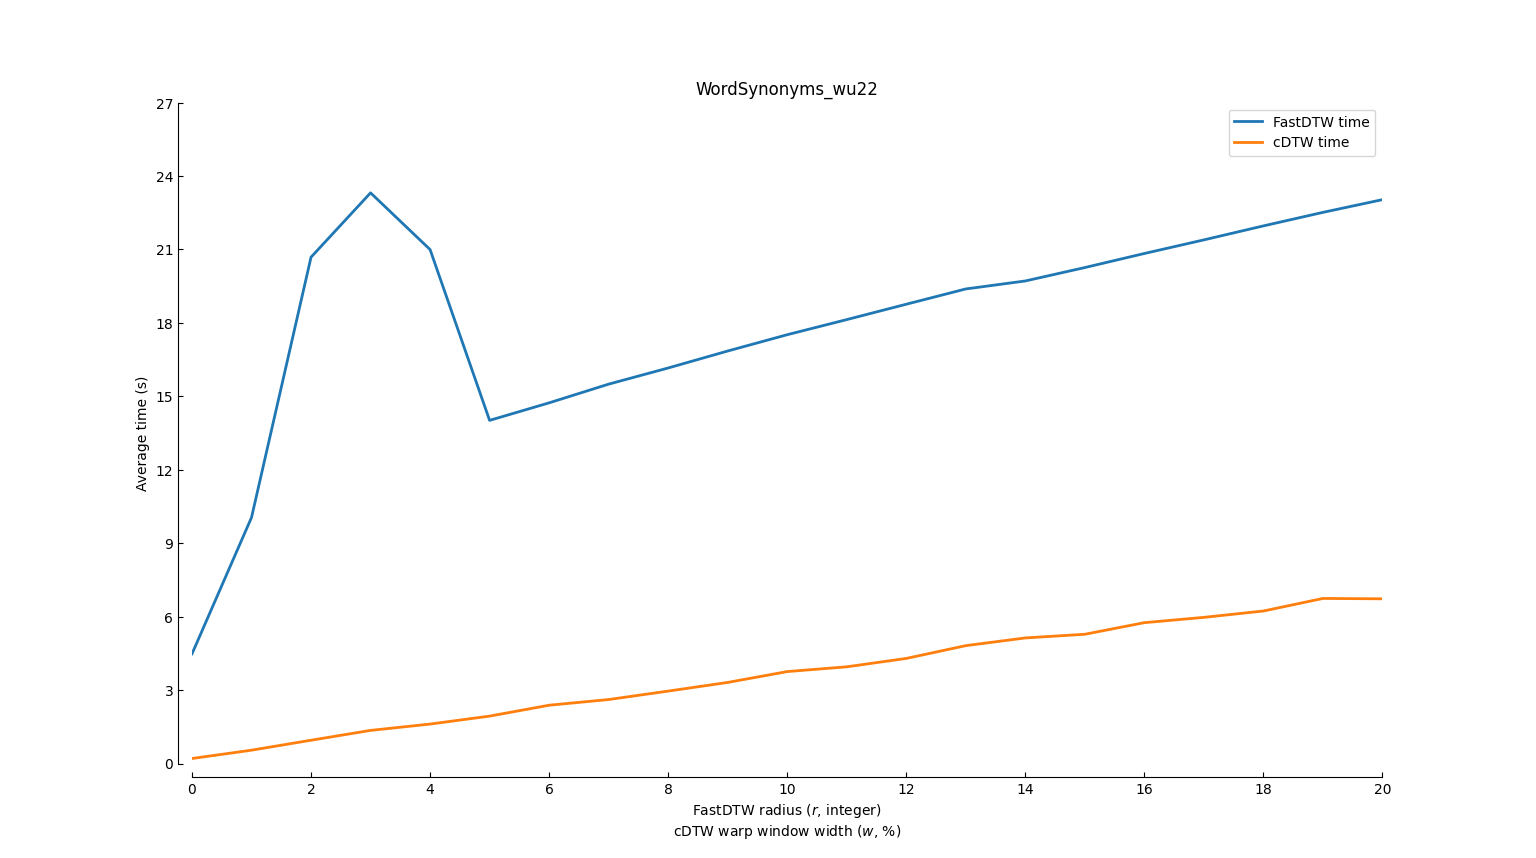 WordSynonyms_wu22
FastDTW time
cDTW time
Average time (s)
27
24
21
18
15
12
9
6
3
0
0 2 4 6 8 10 12 14 16 18 20
FastDTW radius (r, integer)
cDTW warp window width (w, %)